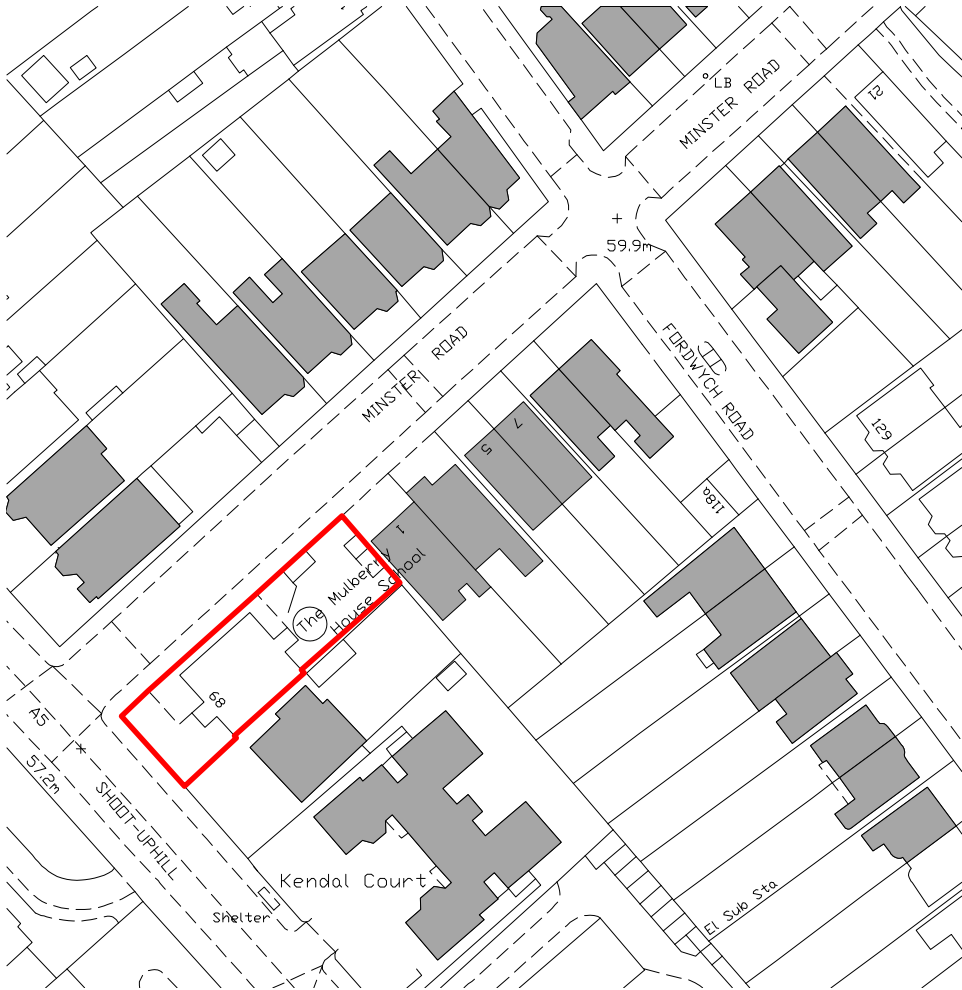 LB
MINSTER ROAD
21
59.9m
MINSTER ROAD
FORDWYCH ROAD
129
7
5
118a
1
The Mulberry
House School
68
A5
57.2m
SHOOT-UPHILL
Kendal Court
Shelter
El Sub Sta